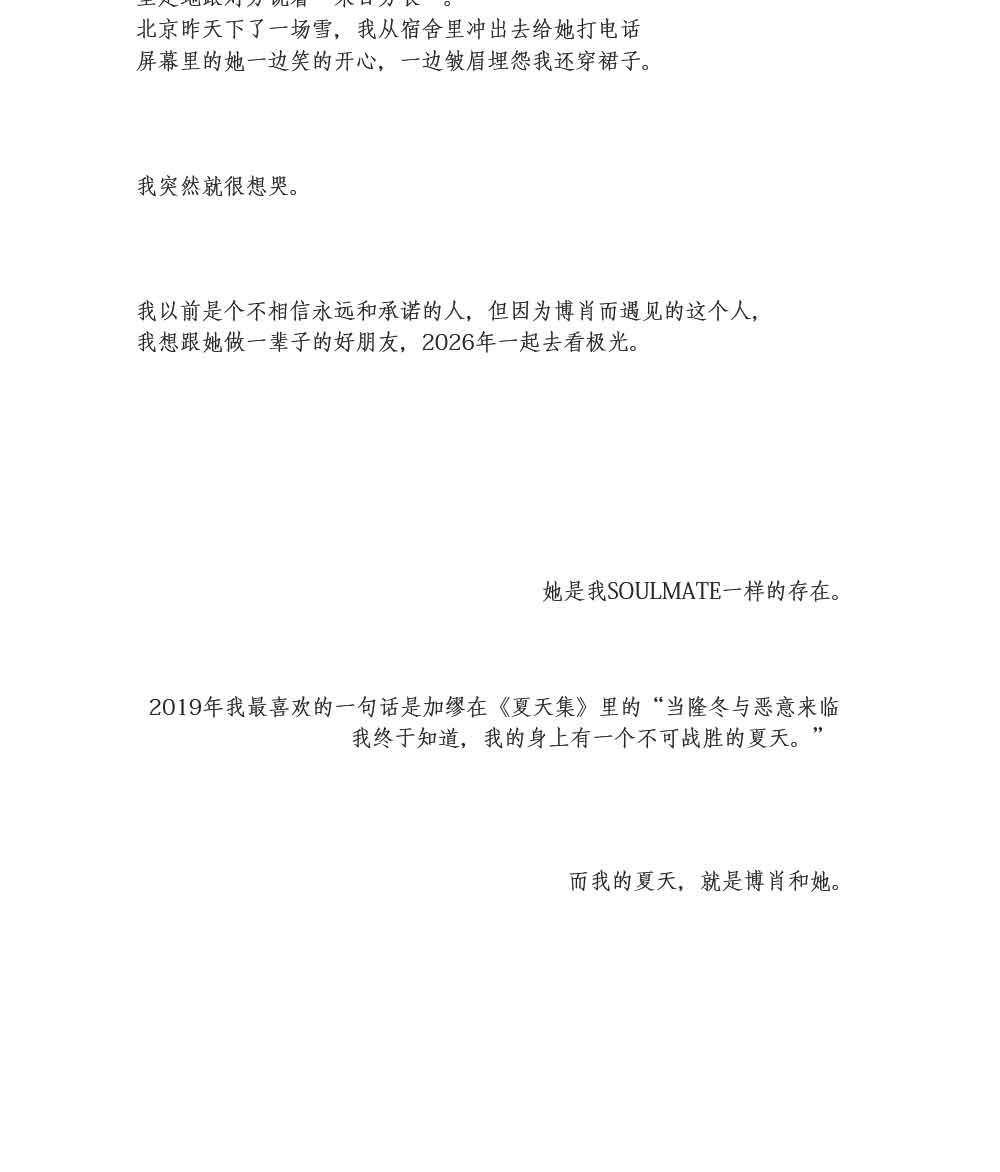 北京昨天下了一场雪，我从宿舍里冲出去给她打电话
屏幕里的她一边笑的开心，一边皱眉埋怨我还穿裙子。
我突然就很想哭。
我以前是个不相信永远和承诺的人，但因为博肖而遇见的这个人，
我想跟她做一辈子的好朋友，2026年一起去看极光。
她是我SOULMATE一样的存在。
2019年我最喜欢的一句话是加缪在《夏天集》里的“当隆冬与恶意来临
我终于知道，我的身上有一个不可战胜的夏天。”
而我的夏天，就是博肖和她。